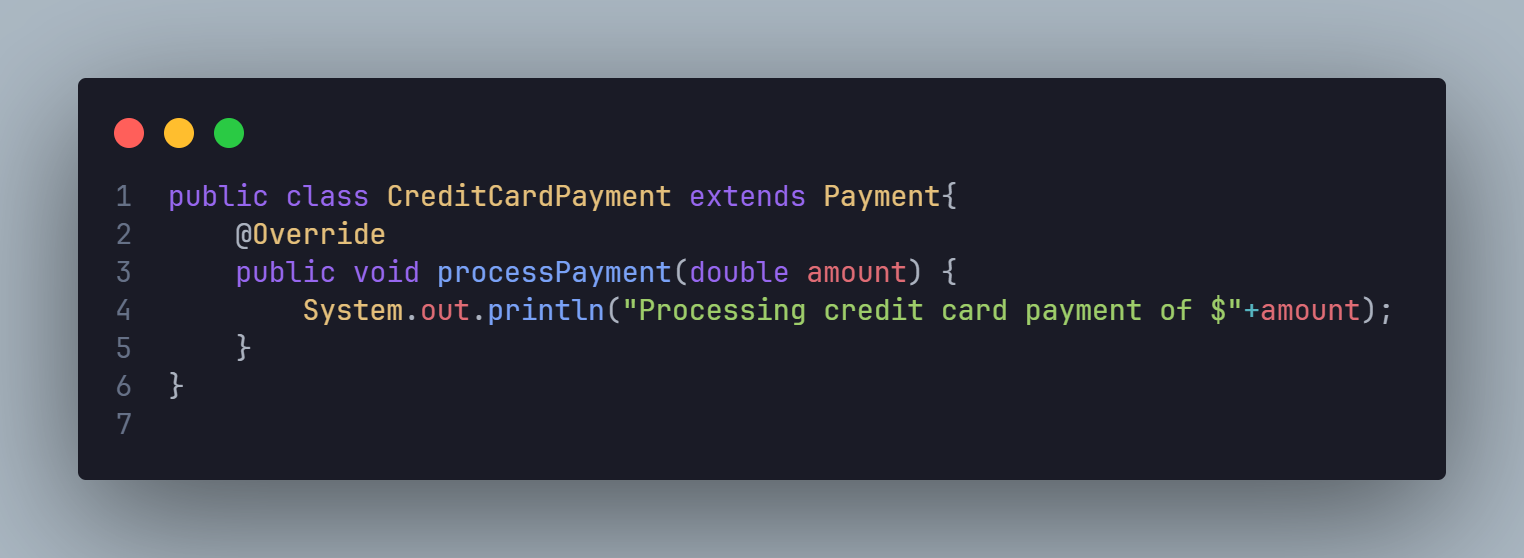 1 public class CreditCardPayment extends Payment{
2     @Override
3     public void processPayment(double amount) {
4         System.out.println("Processing credit card payment of $"+amount);
5     }
6 }
7